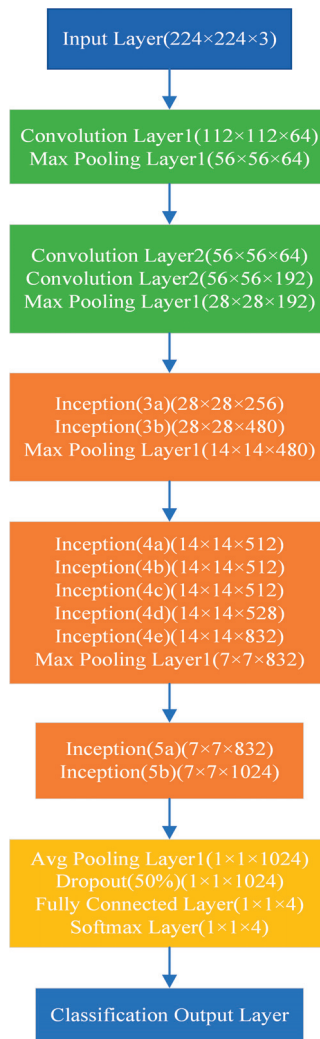 Input Layer(224×224×3)
Convolution Layer1(112×112×64)
Max Pooling Layer1(56×56×64)
Convolution Layer2(56×56×64)
Convolution Layer2(56×56×192)
Max Pooling Layer1(28×28×192)
Inception(3a)(28×28×256)
Inception(3b)(28×28×480)
Max Pooling Layer1(14×14×480)
Inception(4a)(14×14×512)
Inception(4b)(14×14×512)
Inception(4c)(14×14×512)
Inception(4d)(14×14×528)
Inception(4e)(14×14×832)
Max Pooling Layer1(7×7×832)
Inception(5a)(7×7×832)
Inception(5b)(7×7×1024)
Avg Pooling Layer1(1×1×1024)
Dropout(50%)(1×1×1024)
Fully Connected Layer(1×1×4)
Softmax Layer(1×1×4)
Classification Output Layer